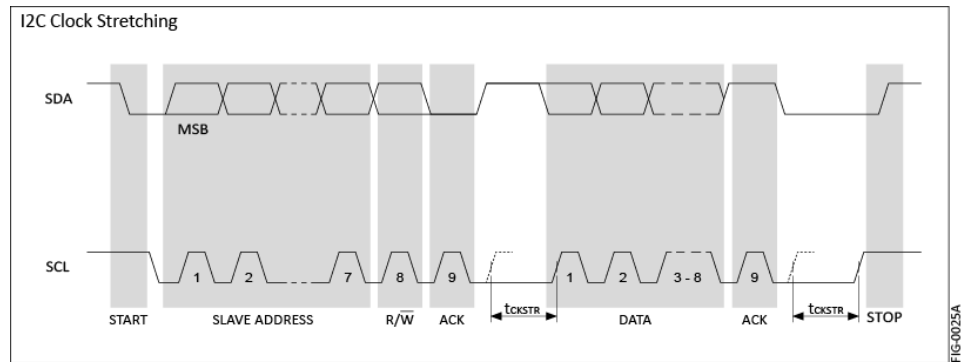 I2C Clock Stretching
SDA
MSB
SCL
1 2 7 8 9 1 2 3 - 8 9
tCKSTR tCKSTR
START SLAVE ADDRESS R/W̅ ACK DATA ACK STOP
FIG-0025A